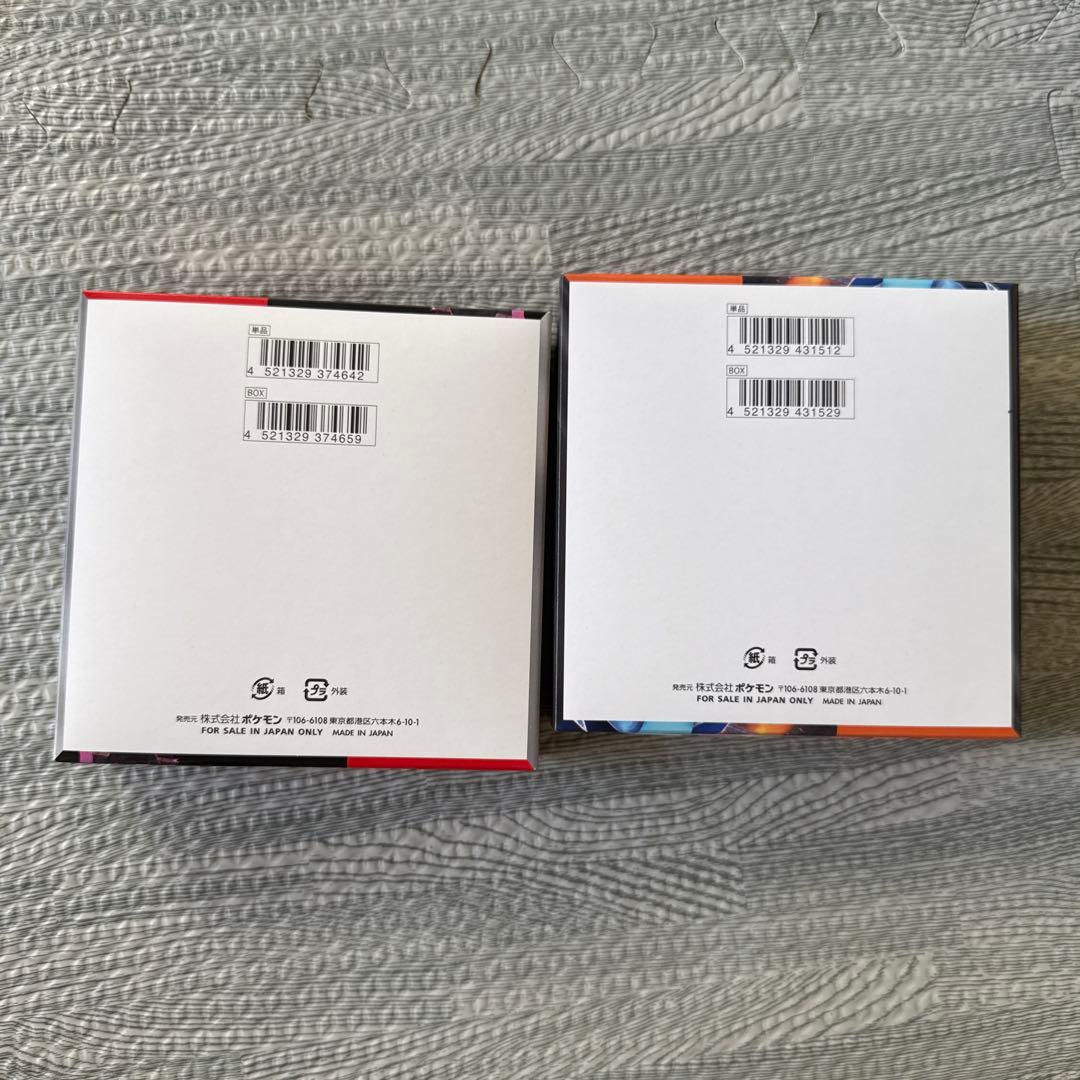 単品
4 521329 374642
BOX
4 521329 374659
紙 箱
プラ 外装
発売元 株式会社 ポケモン 〒106-6108 東京都港区六本木6-10-1
FOR SALE IN JAPAN ONLY MADE IN JAPAN
単品
4 521329 431512
BOX
4 521329 431529
紙 箱
プラ 外装
発売元 株式会社 ポケモン 〒106-6108 東京都港区六本木6-10-1
FOR SALE IN JAPAN ONLY MADE IN JAPAN